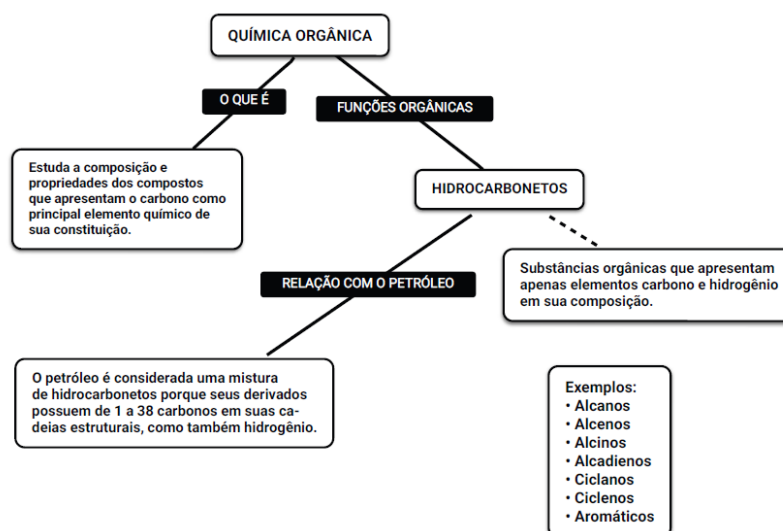 QUÍMICA ORGÂNICA
O QUE É
FUNÇÕES ORGÂNICAS
Estuda a composição e
propriedades dos compostos
que apresentam o carbono como
principal elemento químico de
sua constituição.
HIDROCARBONETOS
Substâncias orgânicas que apresentam
apenas elementos carbono e hidrogênio
em sua composição.
RELAÇÃO COM O PETRÓLEO
O petróleo é considerada uma mistura
de hidrocarbonetos porque seus derivados
possuem de 1 a 38 carbonos em suas ca-
deias estruturais, como também hidrogênio.
Exemplos:
• Alcanos
• Alcenos
• Alcinos
• Alcadienos
• Ciclanos
• Ciclenos
• Aromáticos